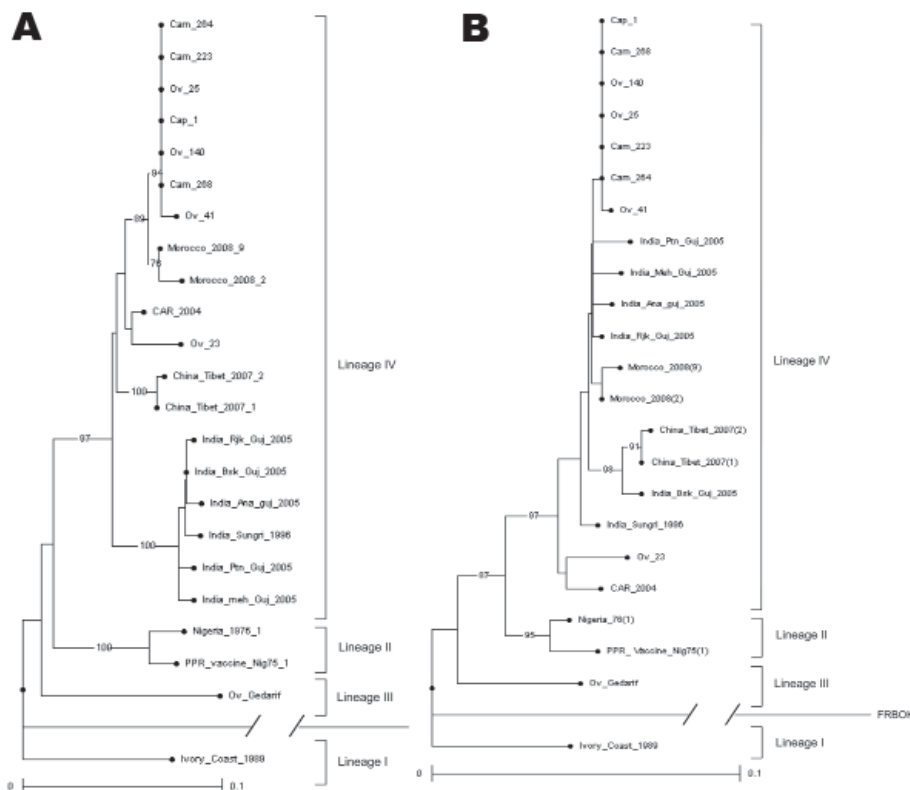 A
Cam_264
Cam_223
Ov_25
Cap_1
Ov_140
94
Cam_268
89
Ov_41
Morocco_2008_9
76
Morocco_2008_2
CAR_2004
Ov_23
Lineage IV
China_Tibet_2007_2
100
China_Tibet_2007_1
97
India_Rjk_Guj_2005
India_Bsk_Guj_2005
India_Ana_guj_2005
India_Sungri_1996
100
India_Ptn_Guj_2005
India_meh_Guj_2005
Nigeria_1976_1
100
Lineage II
PPR_vaccine_Nig75_1
Ov_Gedarif
Lineage III
Ivory_Coast_1989
Lineage I
0
0.1
B
Cap_1
Cam_268
Ov_140
Ov_25
Cam_223
Cam_264
Ov_41
India_Ptn_Guj_2005
India_Meh_Guj_2005
India_Ana_guj_2005
India_Rjk_Guj_2005
Lineage IV
Morocco_2008(9)
Morocco_2008(2)
China_Tibet_2007(2)
91
China_Tibet_2007(1)
98
India_Bsk_Guj_2005
97
India_Sungri_1996
Ov_23
87
CAR_2004
Nigeria_76(1)
95
Lineage II
PPR_Vaccine_Nig75(1)
Ov_Gedarif
Lineage III
Ivory_Coast_1989
Lineage I
0
0.1